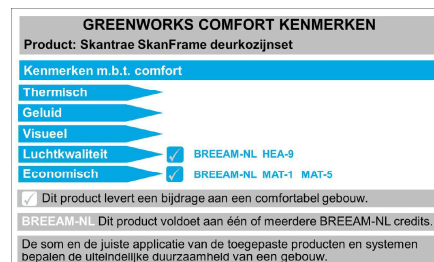 GREENWORKS COMFORT KENMERKEN
Product: Skantrae SkanFrame deurkozijnset
Kenmerken m.b.t. comfort
Thermisch
Geluid
Visueel
Luchtkwaliteit BREEAM-NL HEA-9
Economisch BREEAM-NL MAT-1 MAT-5
Dit product levert een bijdrage aan een comfortabel gebouw.
BREEAM-NL Dit product voldoet aan één of meerdere BREEAM-NL credits.
De som en de juiste applicatie van de toegepaste producten en systemen
bepalen de uiteindelijke duurzaamheid van een gebouw.